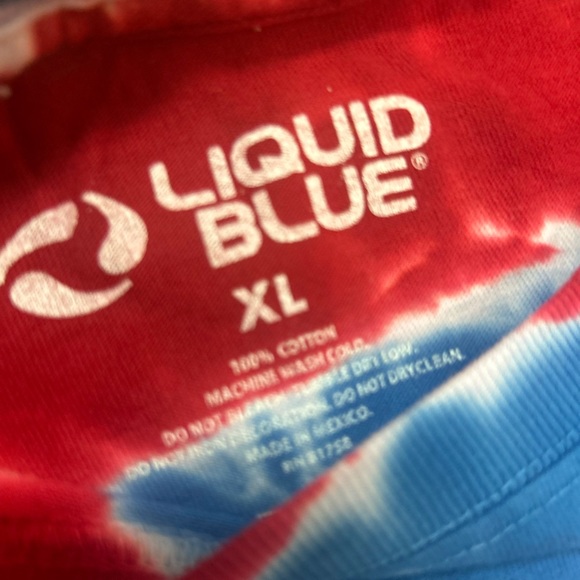 LIQUID
BLUE®
XL
100% COTTON
MACHINE WASH COLD.
DO NOT BLEACH. TUMBLE DRY LOW.
DO NOT IRON DECORATION. DO NOT DRYCLEAN.
MADE IN MEXICO.